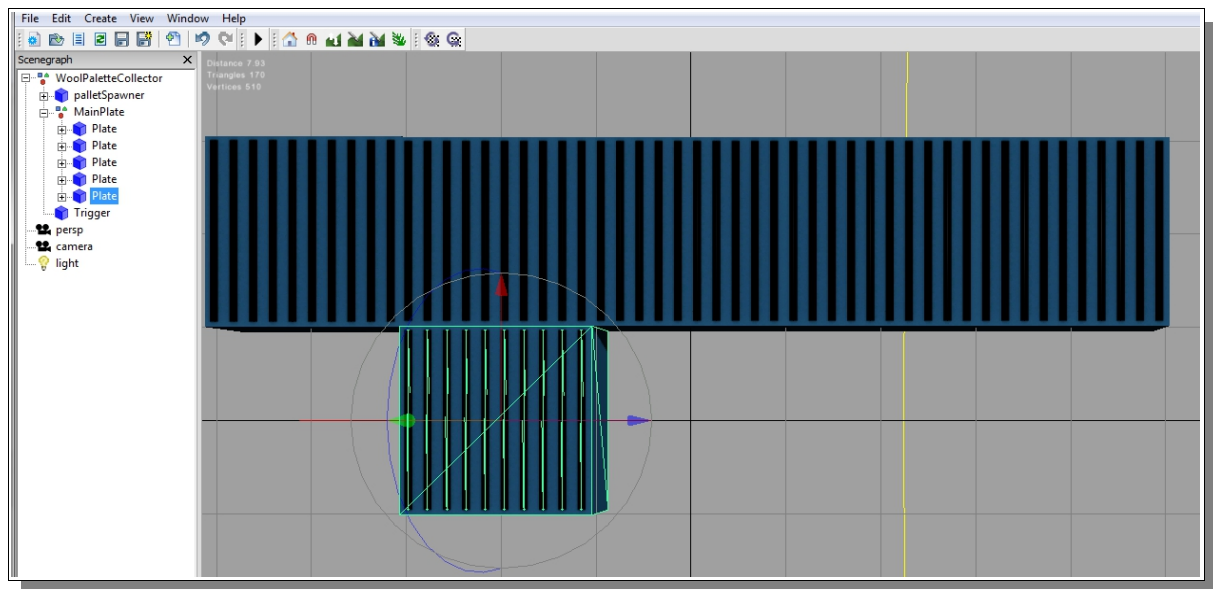 File Edit Create View Window Help
Scenegraph
WoolPaletteCollector
palletSpawner
MainPlate
Plate
Plate
Plate
Plate
Plate
Trigger
persp
camera
light
Distance 7.93
Triangles 170
Vertices 510